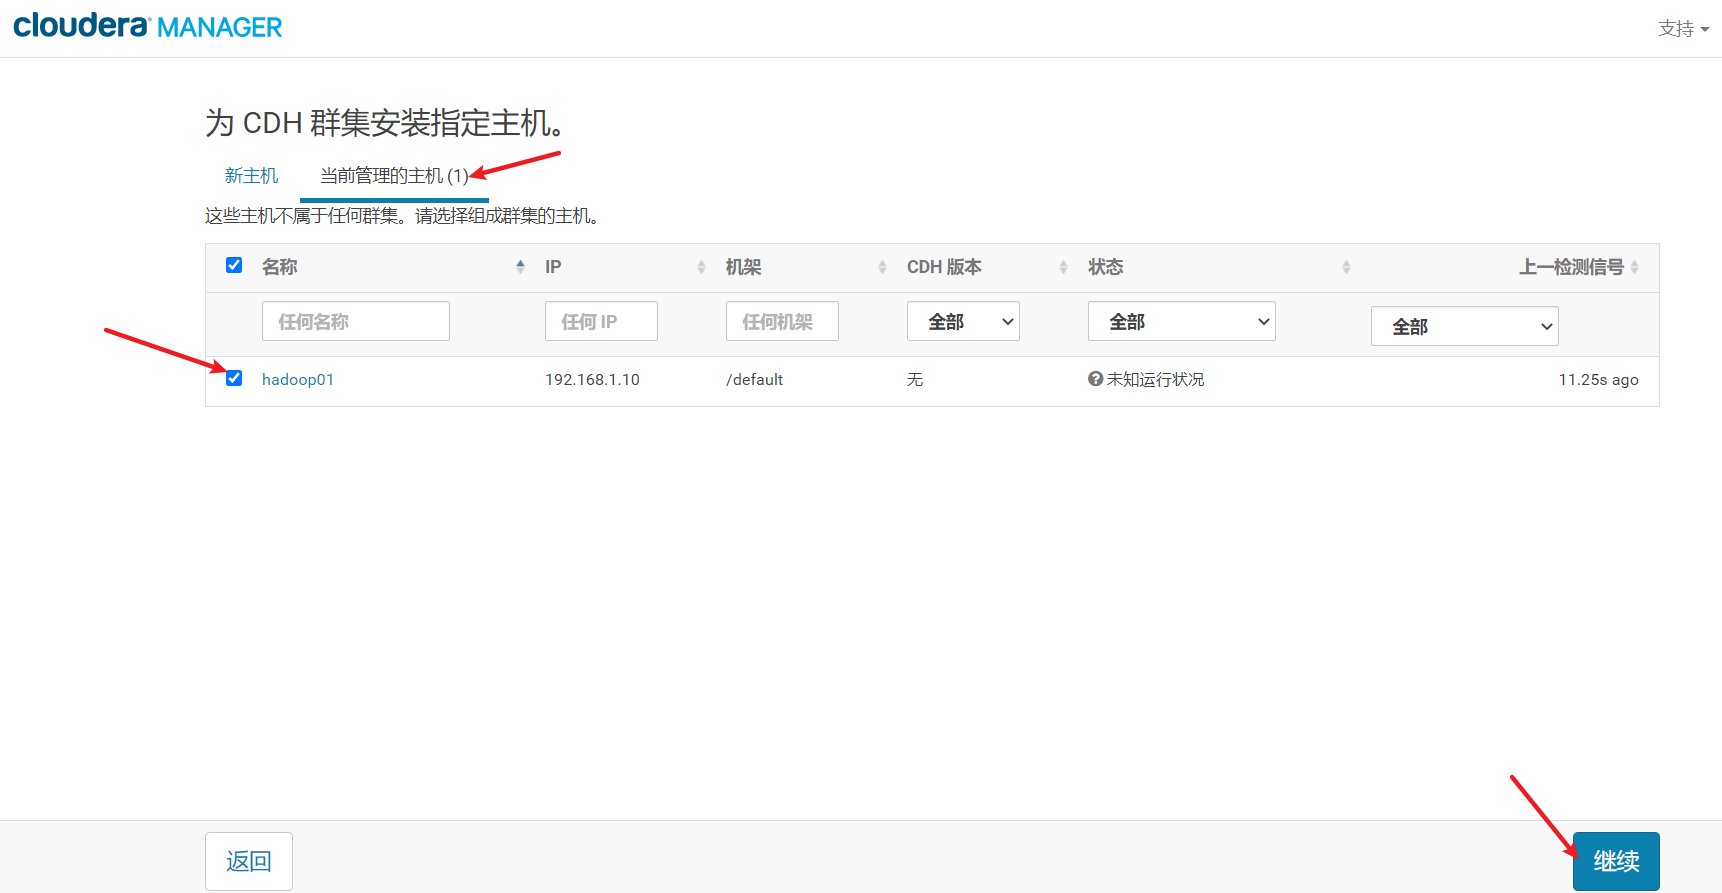 cloudera MANAGER
支持
为 CDH 群集安装指定主机。
新主机 当前管理的主机 (1)
这些主机不属于任何群集。请选择组成群集的主机。
名称 IP 机架 CDH 版本 状态 上一检测信号
任何名称 任何 IP 任何机架 全部 全部 全部
hadoop01 192.168.1.10 /default 无 未知运行状况 11.25s ago
返回 继续